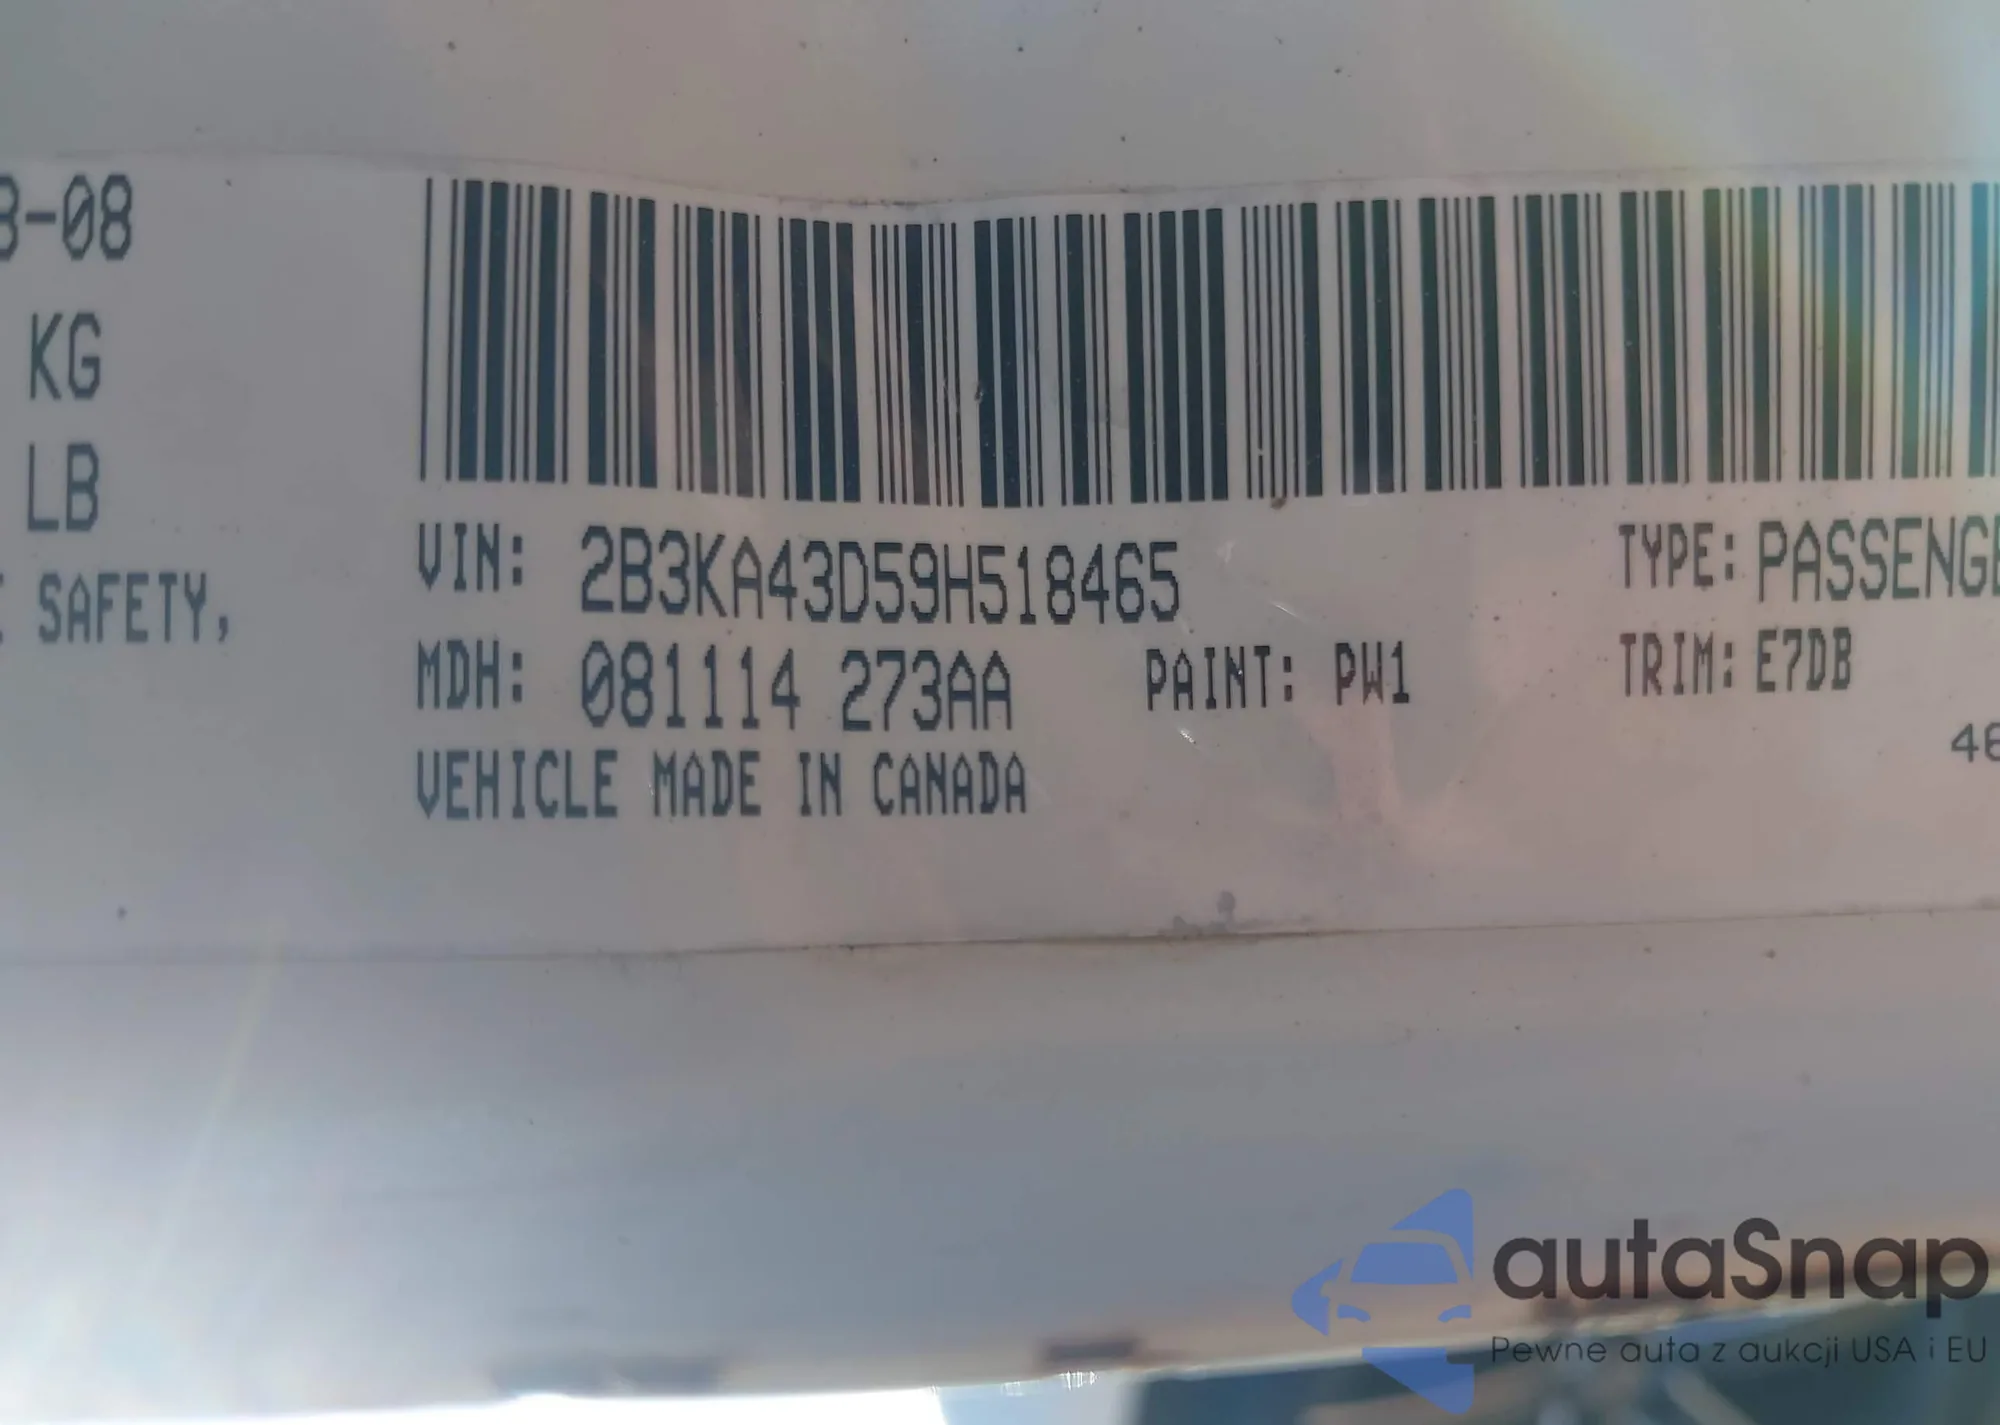 3-08
KG
LB
E SAFETY,
VIN: 2B3KA43D59H518465
TYPE: PASSENGE
MDH: 081114 273AA
PAINT: PW1
TRIM: E7DB
VEHICLE MADE IN CANADA
autaSnap
Pewne auta z aukcji USA i EU